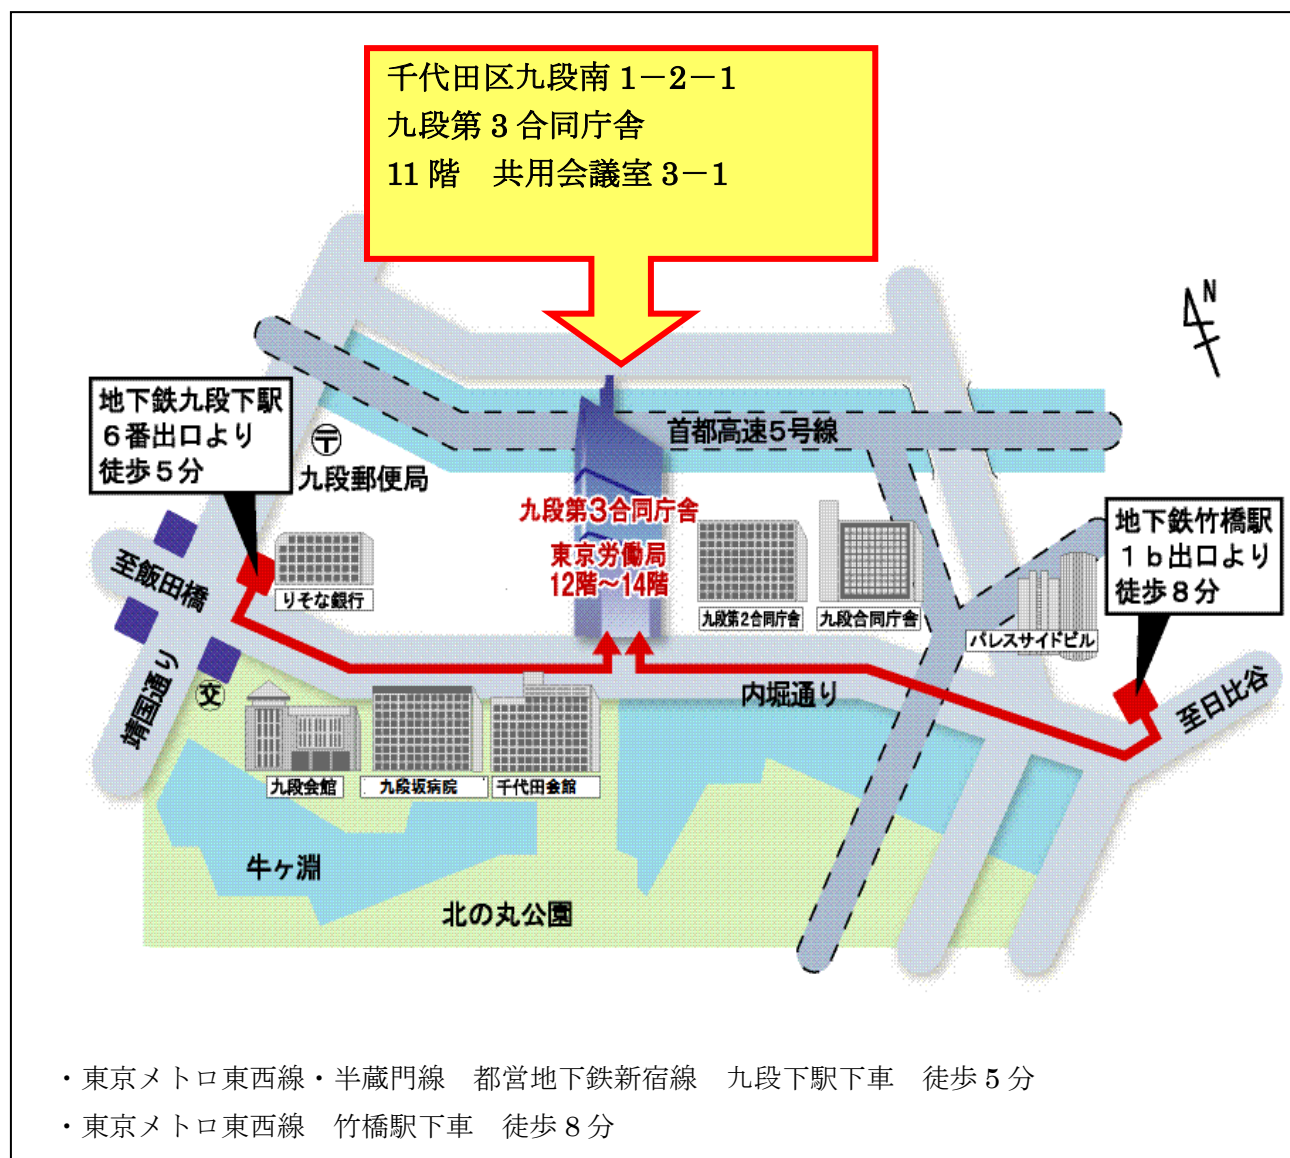 千代田区九段南1－2－1
九段第3合同庁舎
11階　共用会議室3－1
N
地下鉄九段下駅
６番出口より
徒歩５分
〒
九段郵便局
首都高速5号線
九段第3合同庁舎
東京労働局
12階～14階
地下鉄竹橋駅
１ｂ出口より
徒歩８分
至飯田橋
りそな銀行
九段第2合同庁舎
九段合同庁舎
パレスサイドビル
靖国通り
交
内堀通り
至日比谷
九段会館
九段坂病院
千代田会館
牛ヶ淵
北の丸公園
・東京メトロ東西線・半蔵門線　都営地下鉄新宿線　九段下駅下車　徒歩5分
・東京メトロ東西線　竹橋駅下車　徒歩8分